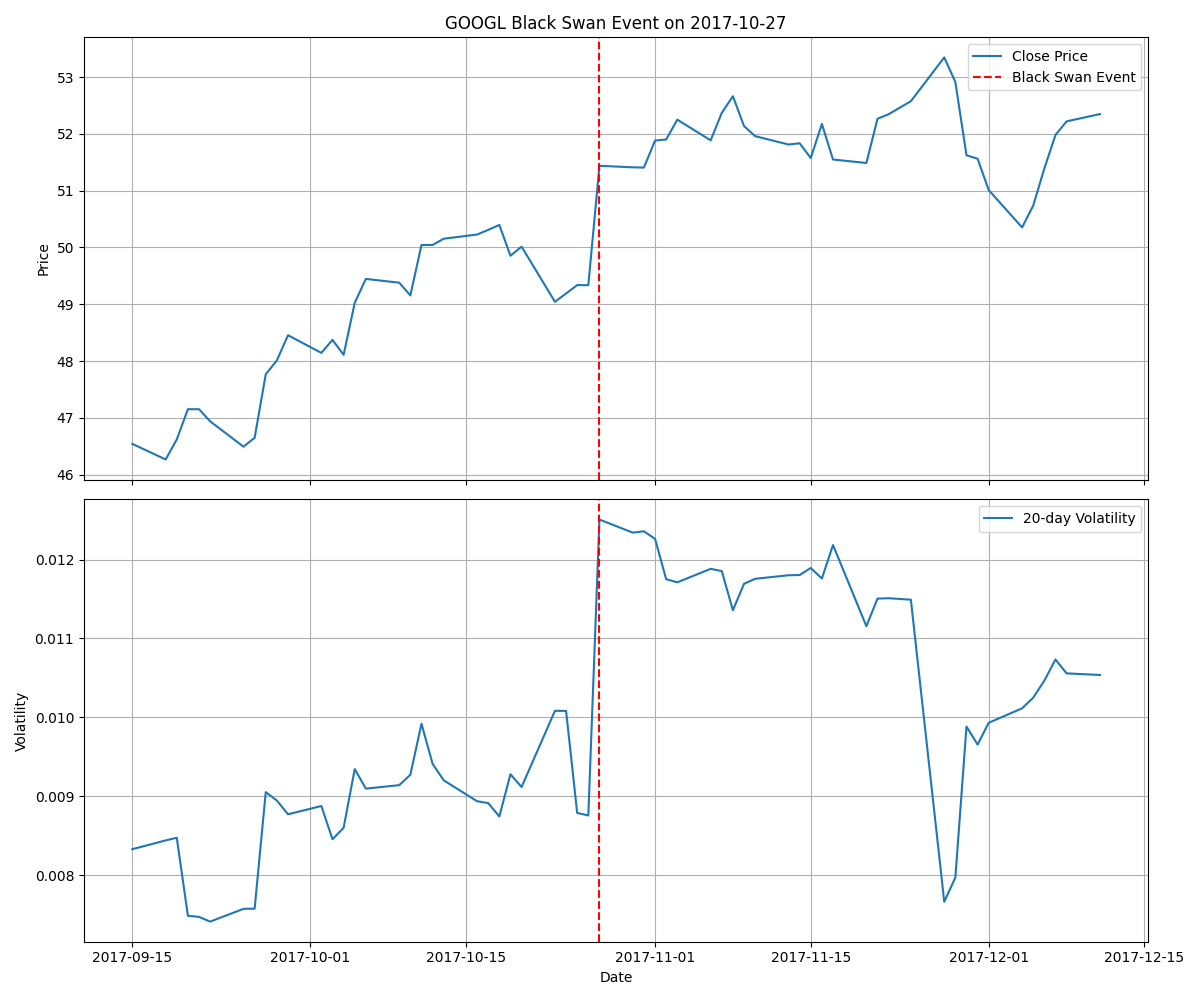 GOOGL Black Swan Event on 2017-10-27
Close Price
Black Swan Event
53
52
51
50
49
48
47
46
Price
20-day Volatility
0.012
0.011
0.010
0.009
0.008
Volatility
2017-09-15 2017-10-01 2017-10-15 2017-11-01 2017-11-15 2017-12-01 2017-12-15
Date